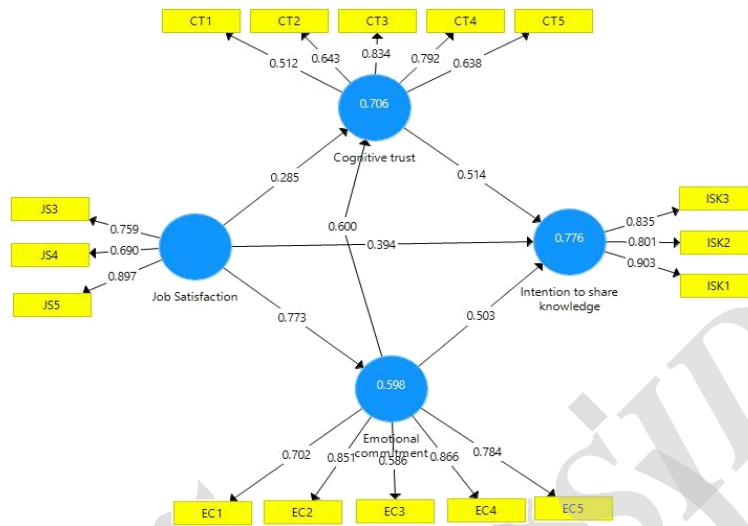 CT1 CT2 CT3 CT4 CT5
0.512 0.643 0.834 0.792 0.638
0.706
Cognitive trust
0.285
0.514
JS3
JS4
JS5
0.759
0.690
0.897
Job Satisfaction
0.600
0.394
0.776
Intention to share
knowledge
0.835
0.801
0.903
ISK3
ISK2
ISK1
0.773
0.503
0.598
Emotional
commitment
0.702 0.851 0.586 0.866 0.784
EC1 EC2 EC3 EC4 EC5